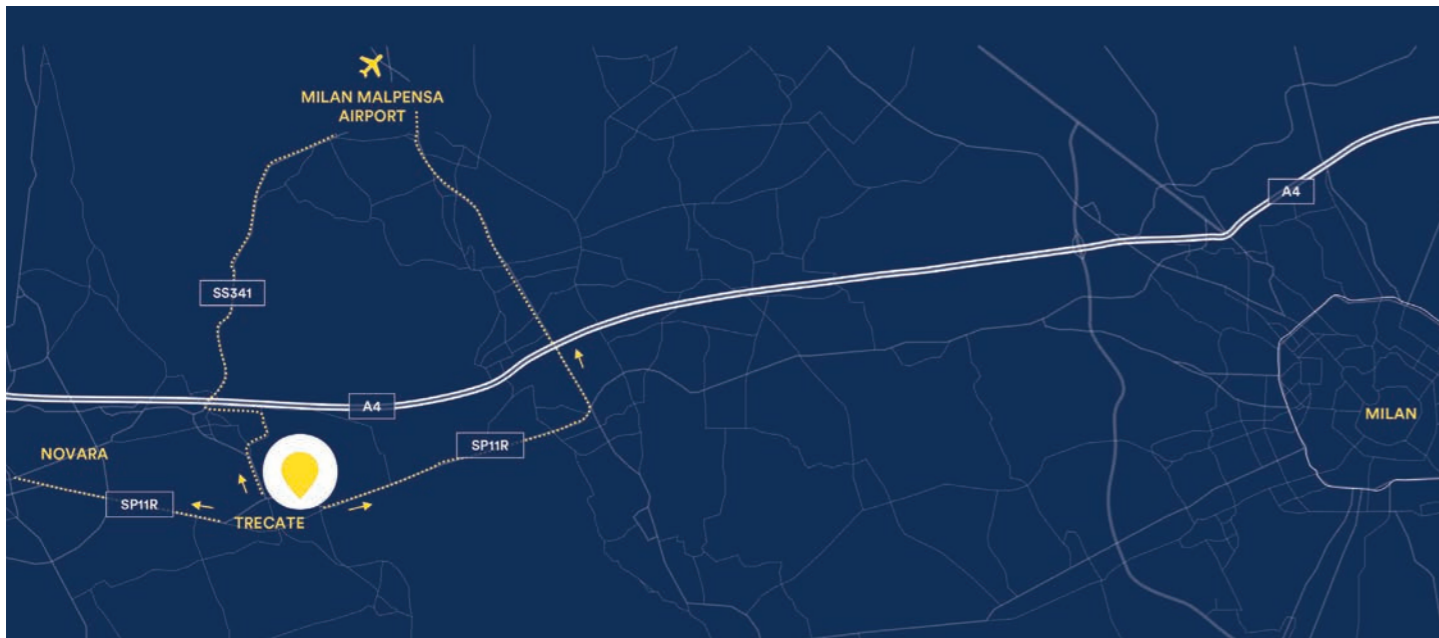 MILAN MALPENSA
AIRPORT
A4
SS341
A4
MILAN
SP11R
NOVARA
SP11R
TRECATE